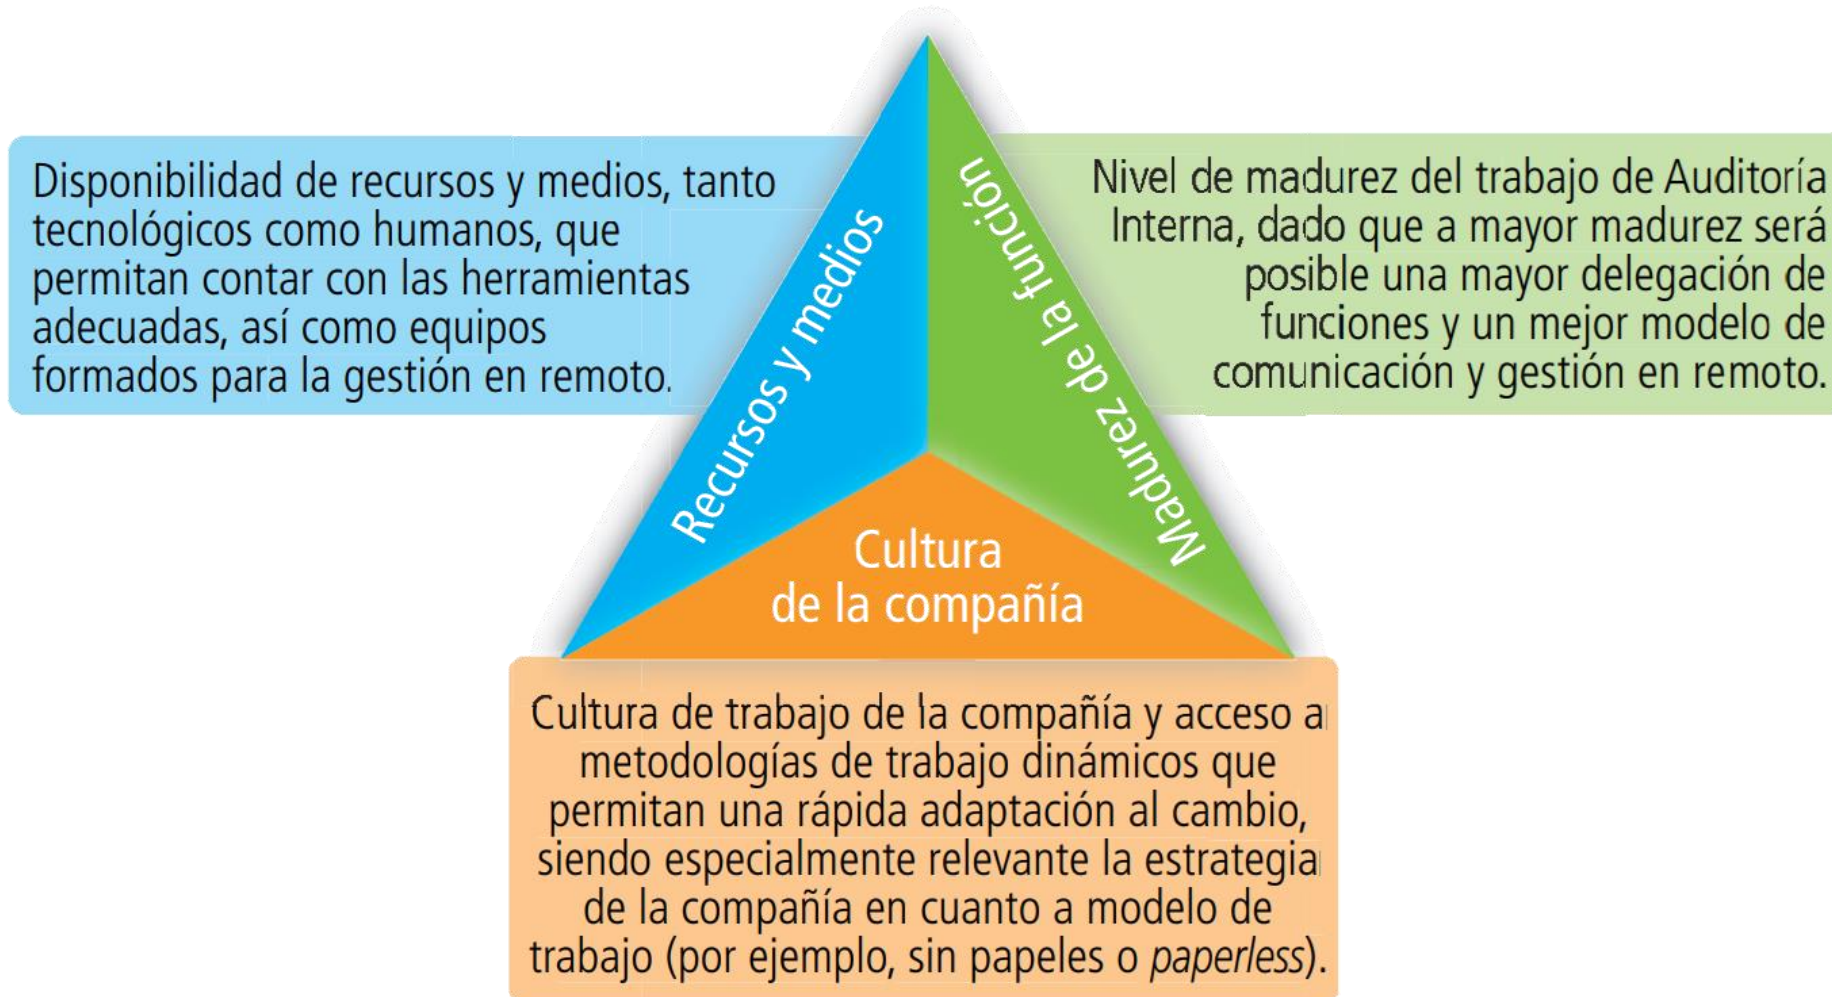 Disponibilidad de recursos y medios, tanto
tecnológicos como humanos, que
permitan contar con las herramientas
adecuadas, así como equipos
formados para la gestión en remoto.
Recursos y medios
Madurez de la función
Nivel de madurez del trabajo de Auditoría
Interna, dado que a mayor madurez será
posible una mayor delegación de
funciones y un mejor modelo de
comunicación y gestión en remoto.
Cultura
de la compañía
Cultura de trabajo de la compañía y acceso a
metodologías de trabajo dinámicos que
permitan una rápida adaptación al cambio,
siendo especialmente relevante la estrategia
de la compañía en cuanto a modelo de
trabajo (por ejemplo, sin papeles o paperless).